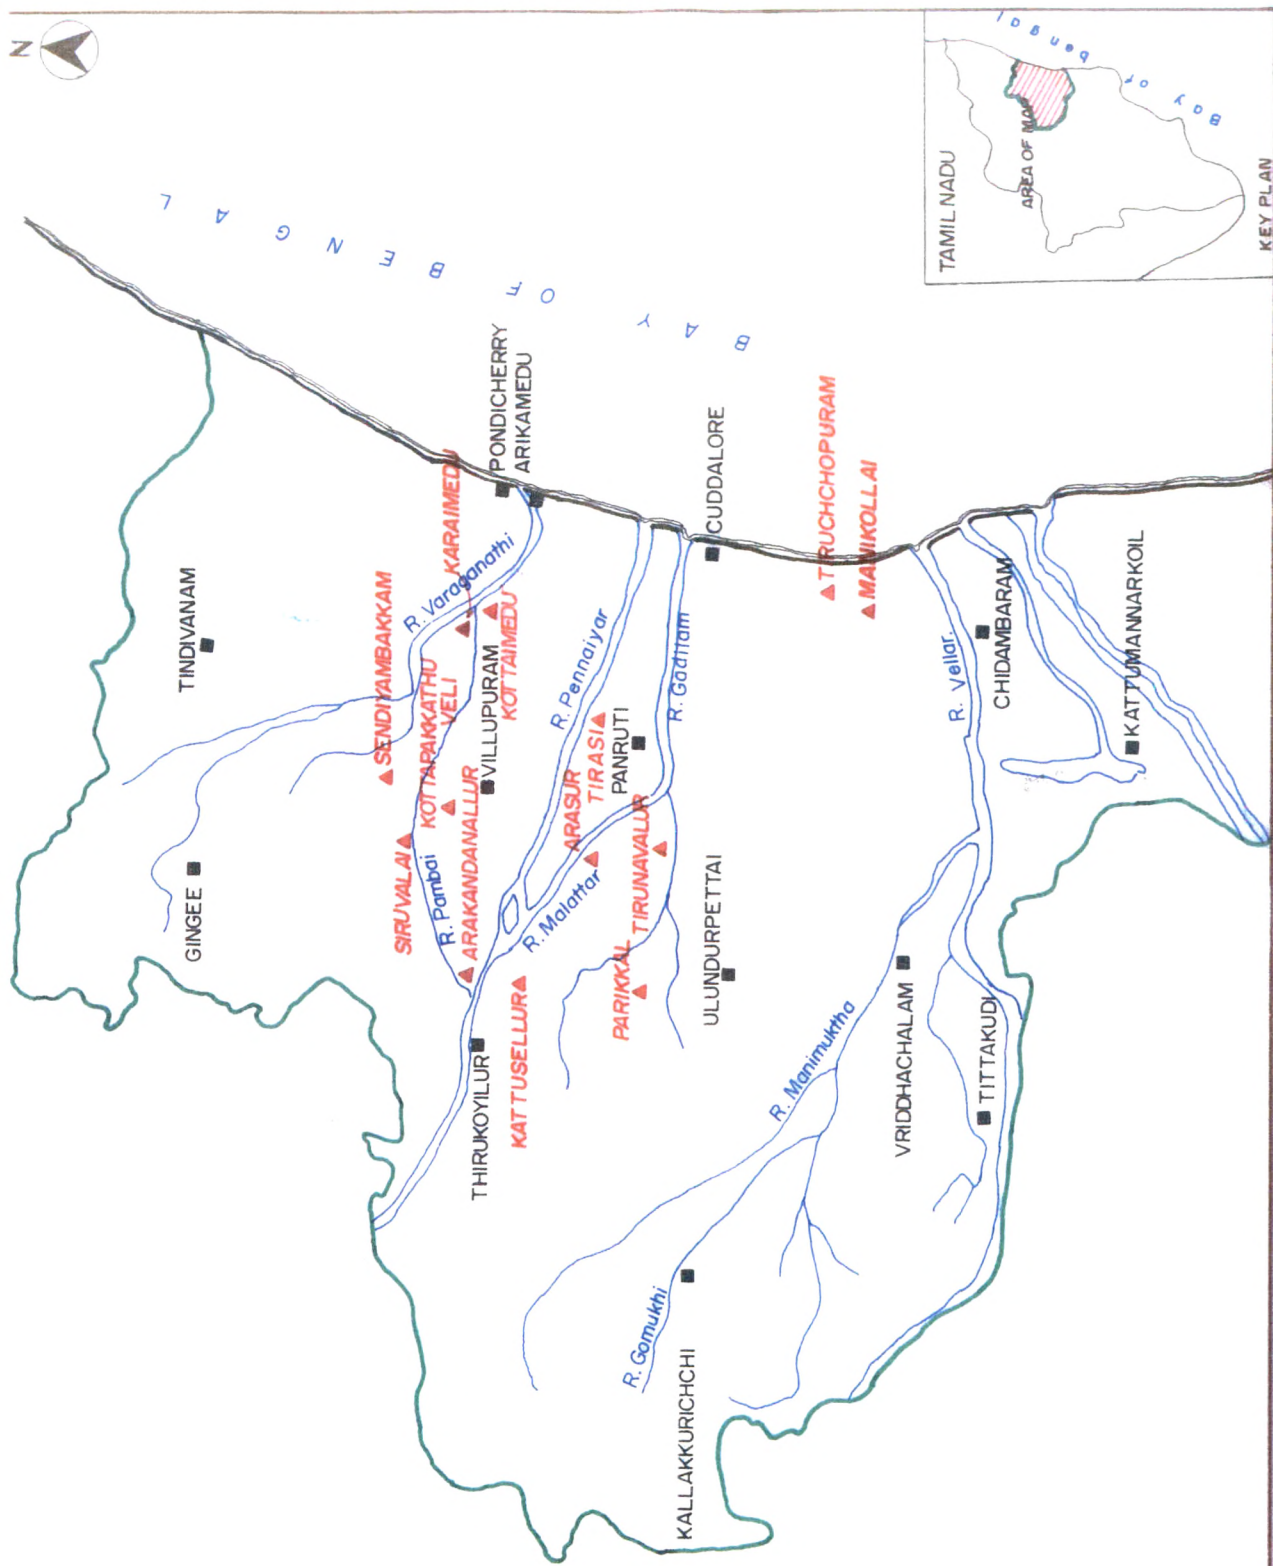 N
TAMIL NADU
Bay of bengal
AREA OF MAP
KEY PLAN
BAY OF BENGAL
TINDIVANAM
GINGEE
SENDIYAMBAKKAM
R. Varaganathi
KARAIMEDU
PONDICHERRY
ARIKAMEDU
SIRUVALAI
KOTTAPAKKATHU
VELI
R. Pambai
ARAKANDANALLUR
VILLUPURAM
KOTTAIMEDU
THIRUKOYILUR
KATTUSELLUR
R. Malattar
R. Pennaiyar
ARASUR
TIRASI
PANRUTI
R. Gadilam
CUDDALORE
PARIKKAL
TIRUNAVALUR
ULUNDURPETTAI
TIRUCHCHOPURAM
MANIKOLLAI
R. Gomukhi
KALLAKKURICHCHI
R. Manimuktha
VRIDDHACHALAM
R. Vellar.
TITTAKUDI
CHIDAMBARAM
KATTUMANNARKOIL